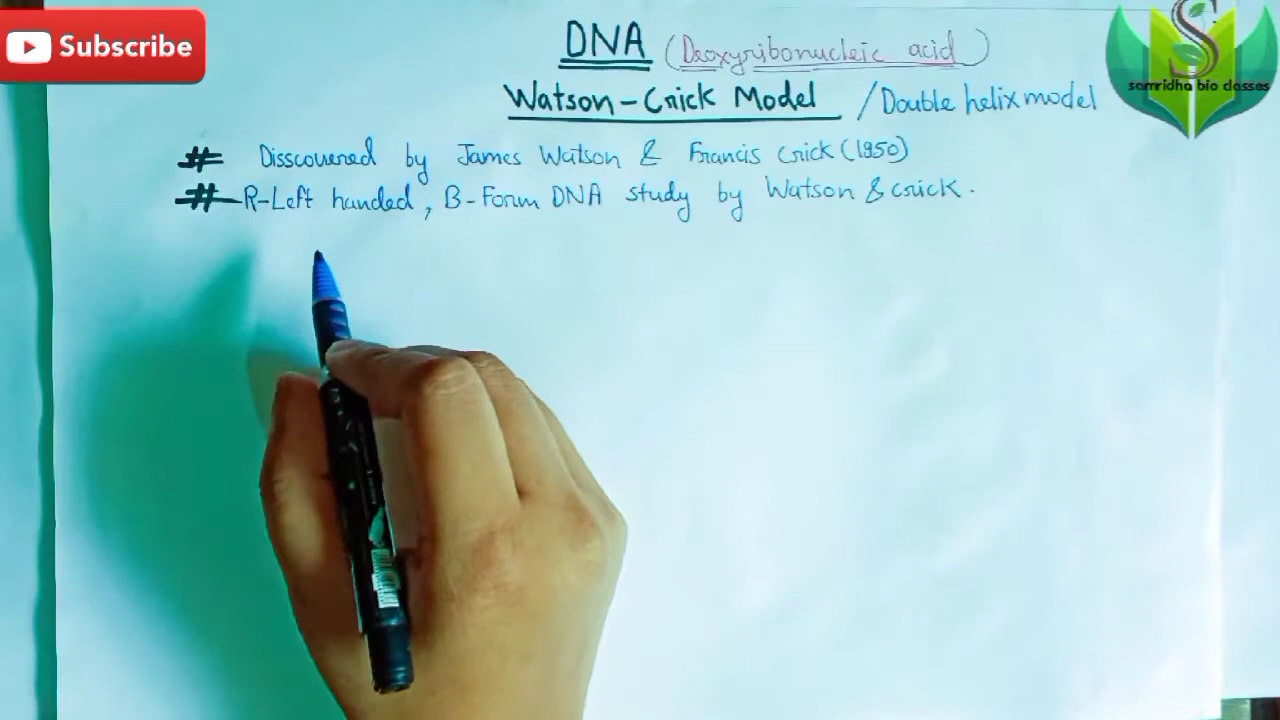 Subscribe
DNA (Deoxyribonucleic acid)
S
samridha bio classes
Watson-Crick Model / Double helix model
# Disscovered by James Watson & Francis Crick (1950)
# R-Left handed, B-Form DNA study by Watson & crick.